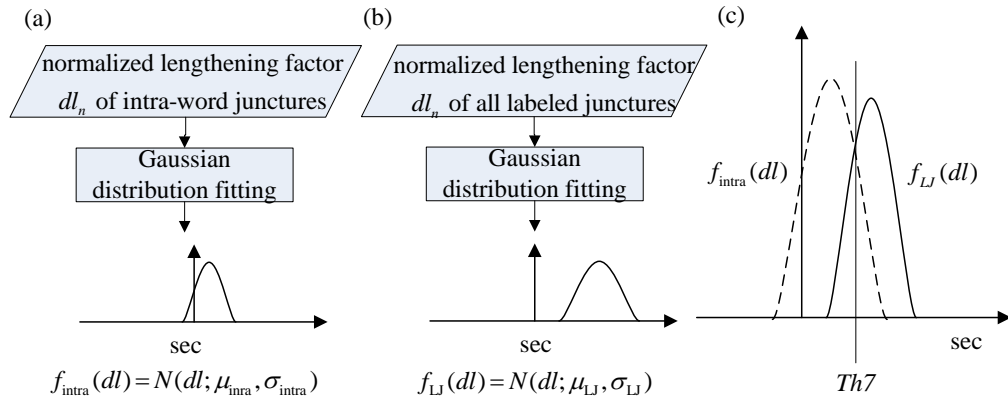 (a)
normalized lengthening factor
dl_n of intra-word junctures
Gaussian
distribution fitting
sec
f_intra(dl) = N(dl; μ_inra, σ_intra)
(b)
normalized lengthening factor
dl_n of all labeled junctures
Gaussian
distribution fitting
sec
f_LJ(dl) = N(dl; μ_LJ, σ_LJ)
(c)
f_intra(dl)
f_LJ(dl)
sec
Th7